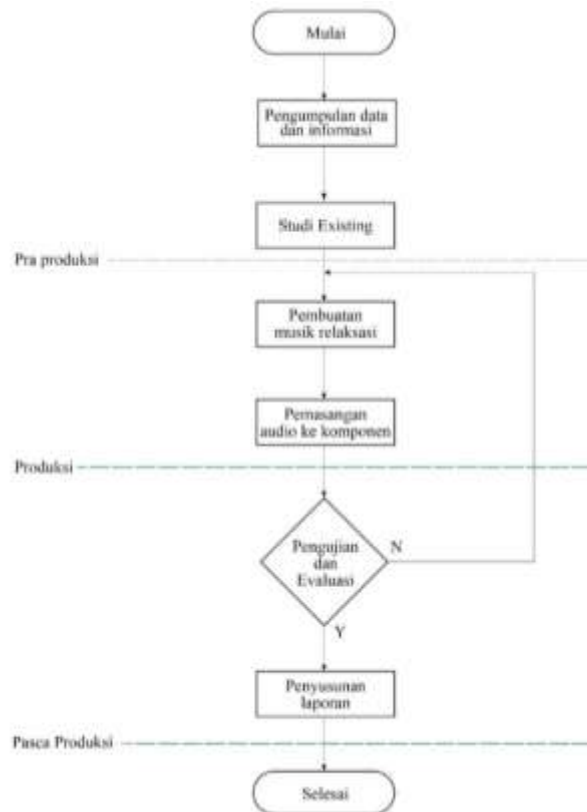 Mulai
Pengumpulan data
dan informasi
Studi Existing
Pra produksi
Pembuatan
musik relaksasi
Pemasangan
audio ke komponen
Produksi
Pengujian
dan
Evaluasi
N
Y
Penyusunan
laporan
Pasca Produksi
Selesai